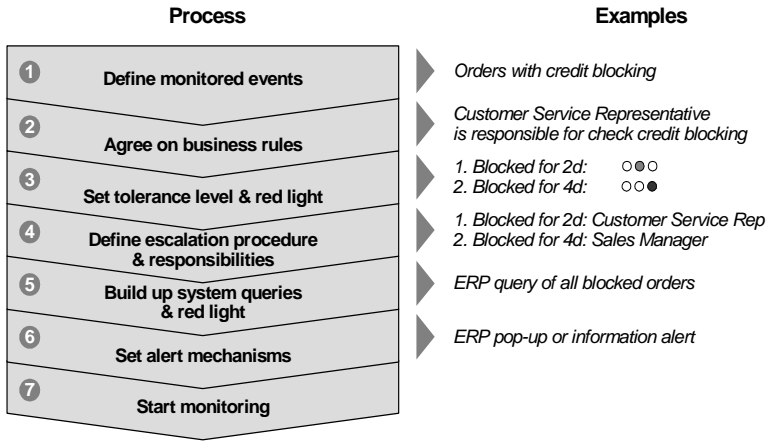 Process
Examples
1
Define monitored events
Orders with credit blocking
2
Agree on business rules
Customer Service Representative
is responsible for check credit blocking
3
Set tolerance level & red light
1. Blocked for 2d:
2. Blocked for 4d:
4
Define escalation procedure
& responsibilities
1. Blocked for 2d: Customer Service Rep
2. Blocked for 4d: Sales Manager
5
Build up system queries
& red light
ERP query of all blocked orders
6
Set alert mechanisms
ERP pop-up or information alert
7
Start monitoring